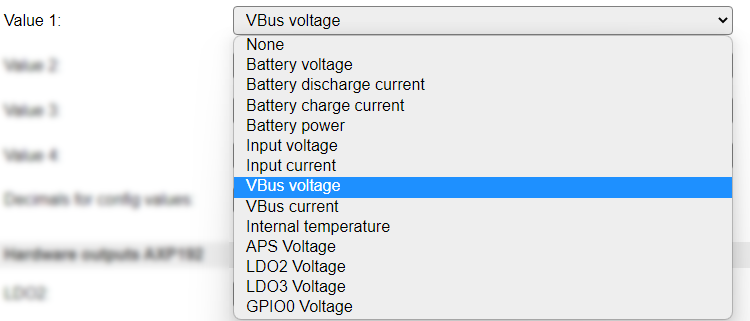 Value 1:
VBus voltage
None
Battery voltage
Battery discharge current
Battery charge current
Battery power
Input voltage
Input current
VBus voltage
VBus current
Internal temperature
APS Voltage
LDO2 Voltage
LDO3 Voltage
GPIO0 Voltage
Value 2:
Value 3:
Value 4:
Decimals for config values
Hardware outputs AXP192
LDO2: